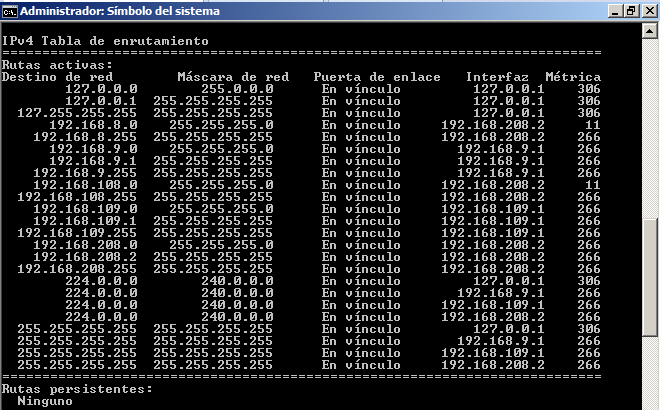 Administrador: Símbolo del sistema
IPv4 Tabla de enrutamiento
===========================================================================
Rutas activas:
Destino de red Máscara de red Puerta de enlace Interfaz Métrica
127.0.0.0 255.0.0.0 En vínculo 127.0.0.1 306
127.0.0.1 255.255.255.255 En vínculo 127.0.0.1 306
127.255.255.255 255.255.255.255 En vínculo 127.0.0.1 306
192.168.8.0 255.255.255.0 En vínculo 192.168.208.2 11
192.168.8.255 255.255.255.255 En vínculo 192.168.208.2 266
192.168.9.0 255.255.255.0 En vínculo 192.168.9.1 266
192.168.9.1 255.255.255.255 En vínculo 192.168.9.1 266
192.168.9.255 255.255.255.255 En vínculo 192.168.9.1 266
192.168.108.0 255.255.255.0 En vínculo 192.168.208.2 11
192.168.108.255 255.255.255.255 En vínculo 192.168.208.2 266
192.168.109.0 255.255.255.0 En vínculo 192.168.109.1 266
192.168.109.1 255.255.255.255 En vínculo 192.168.109.1 266
192.168.109.255 255.255.255.255 En vínculo 192.168.109.1 266
192.168.208.0 255.255.255.0 En vínculo 192.168.208.2 266
192.168.208.2 255.255.255.255 En vínculo 192.168.208.2 266
192.168.208.255 255.255.255.255 En vínculo 192.168.208.2 266
224.0.0.0 240.0.0.0 En vínculo 127.0.0.1 306
224.0.0.0 240.0.0.0 En vínculo 192.168.9.1 266
224.0.0.0 240.0.0.0 En vínculo 192.168.109.1 266
224.0.0.0 240.0.0.0 En vínculo 192.168.208.2 266
255.255.255.255 255.255.255.255 En vínculo 127.0.0.1 306
255.255.255.255 255.255.255.255 En vínculo 192.168.9.1 266
255.255.255.255 255.255.255.255 En vínculo 192.168.109.1 266
255.255.255.255 255.255.255.255 En vínculo 192.168.208.2 266
===========================================================================
Rutas persistentes:
Ninguno